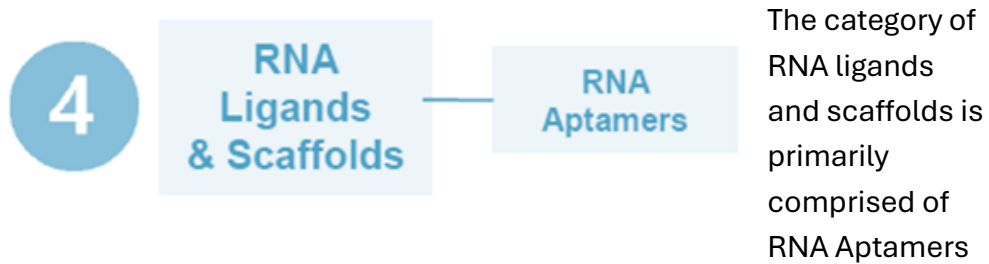 4
RNA
Ligands
& Scaffolds
RNA
Aptamers
The category of
RNA ligands
and scaffolds is
primarily
comprised of
RNA Aptamers